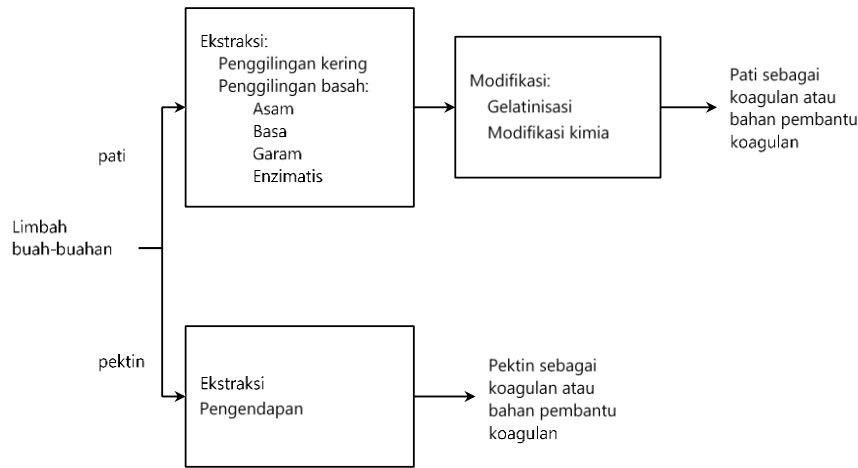 Ekstraksi:
Penggilingan kering
Penggilingan basah:
Asam
Basa
Garam
Enzimatis
Modifikasi:
Gelatinisasi
Modifikasi kimia
Pati sebagai
koagulan atau
bahan pembantu
koagulan
pati
Limbah
buah-buahan
pektin
Ekstraksi
Pengendapan
Pektin sebagai
koagulan atau
bahan pembantu
koagulan